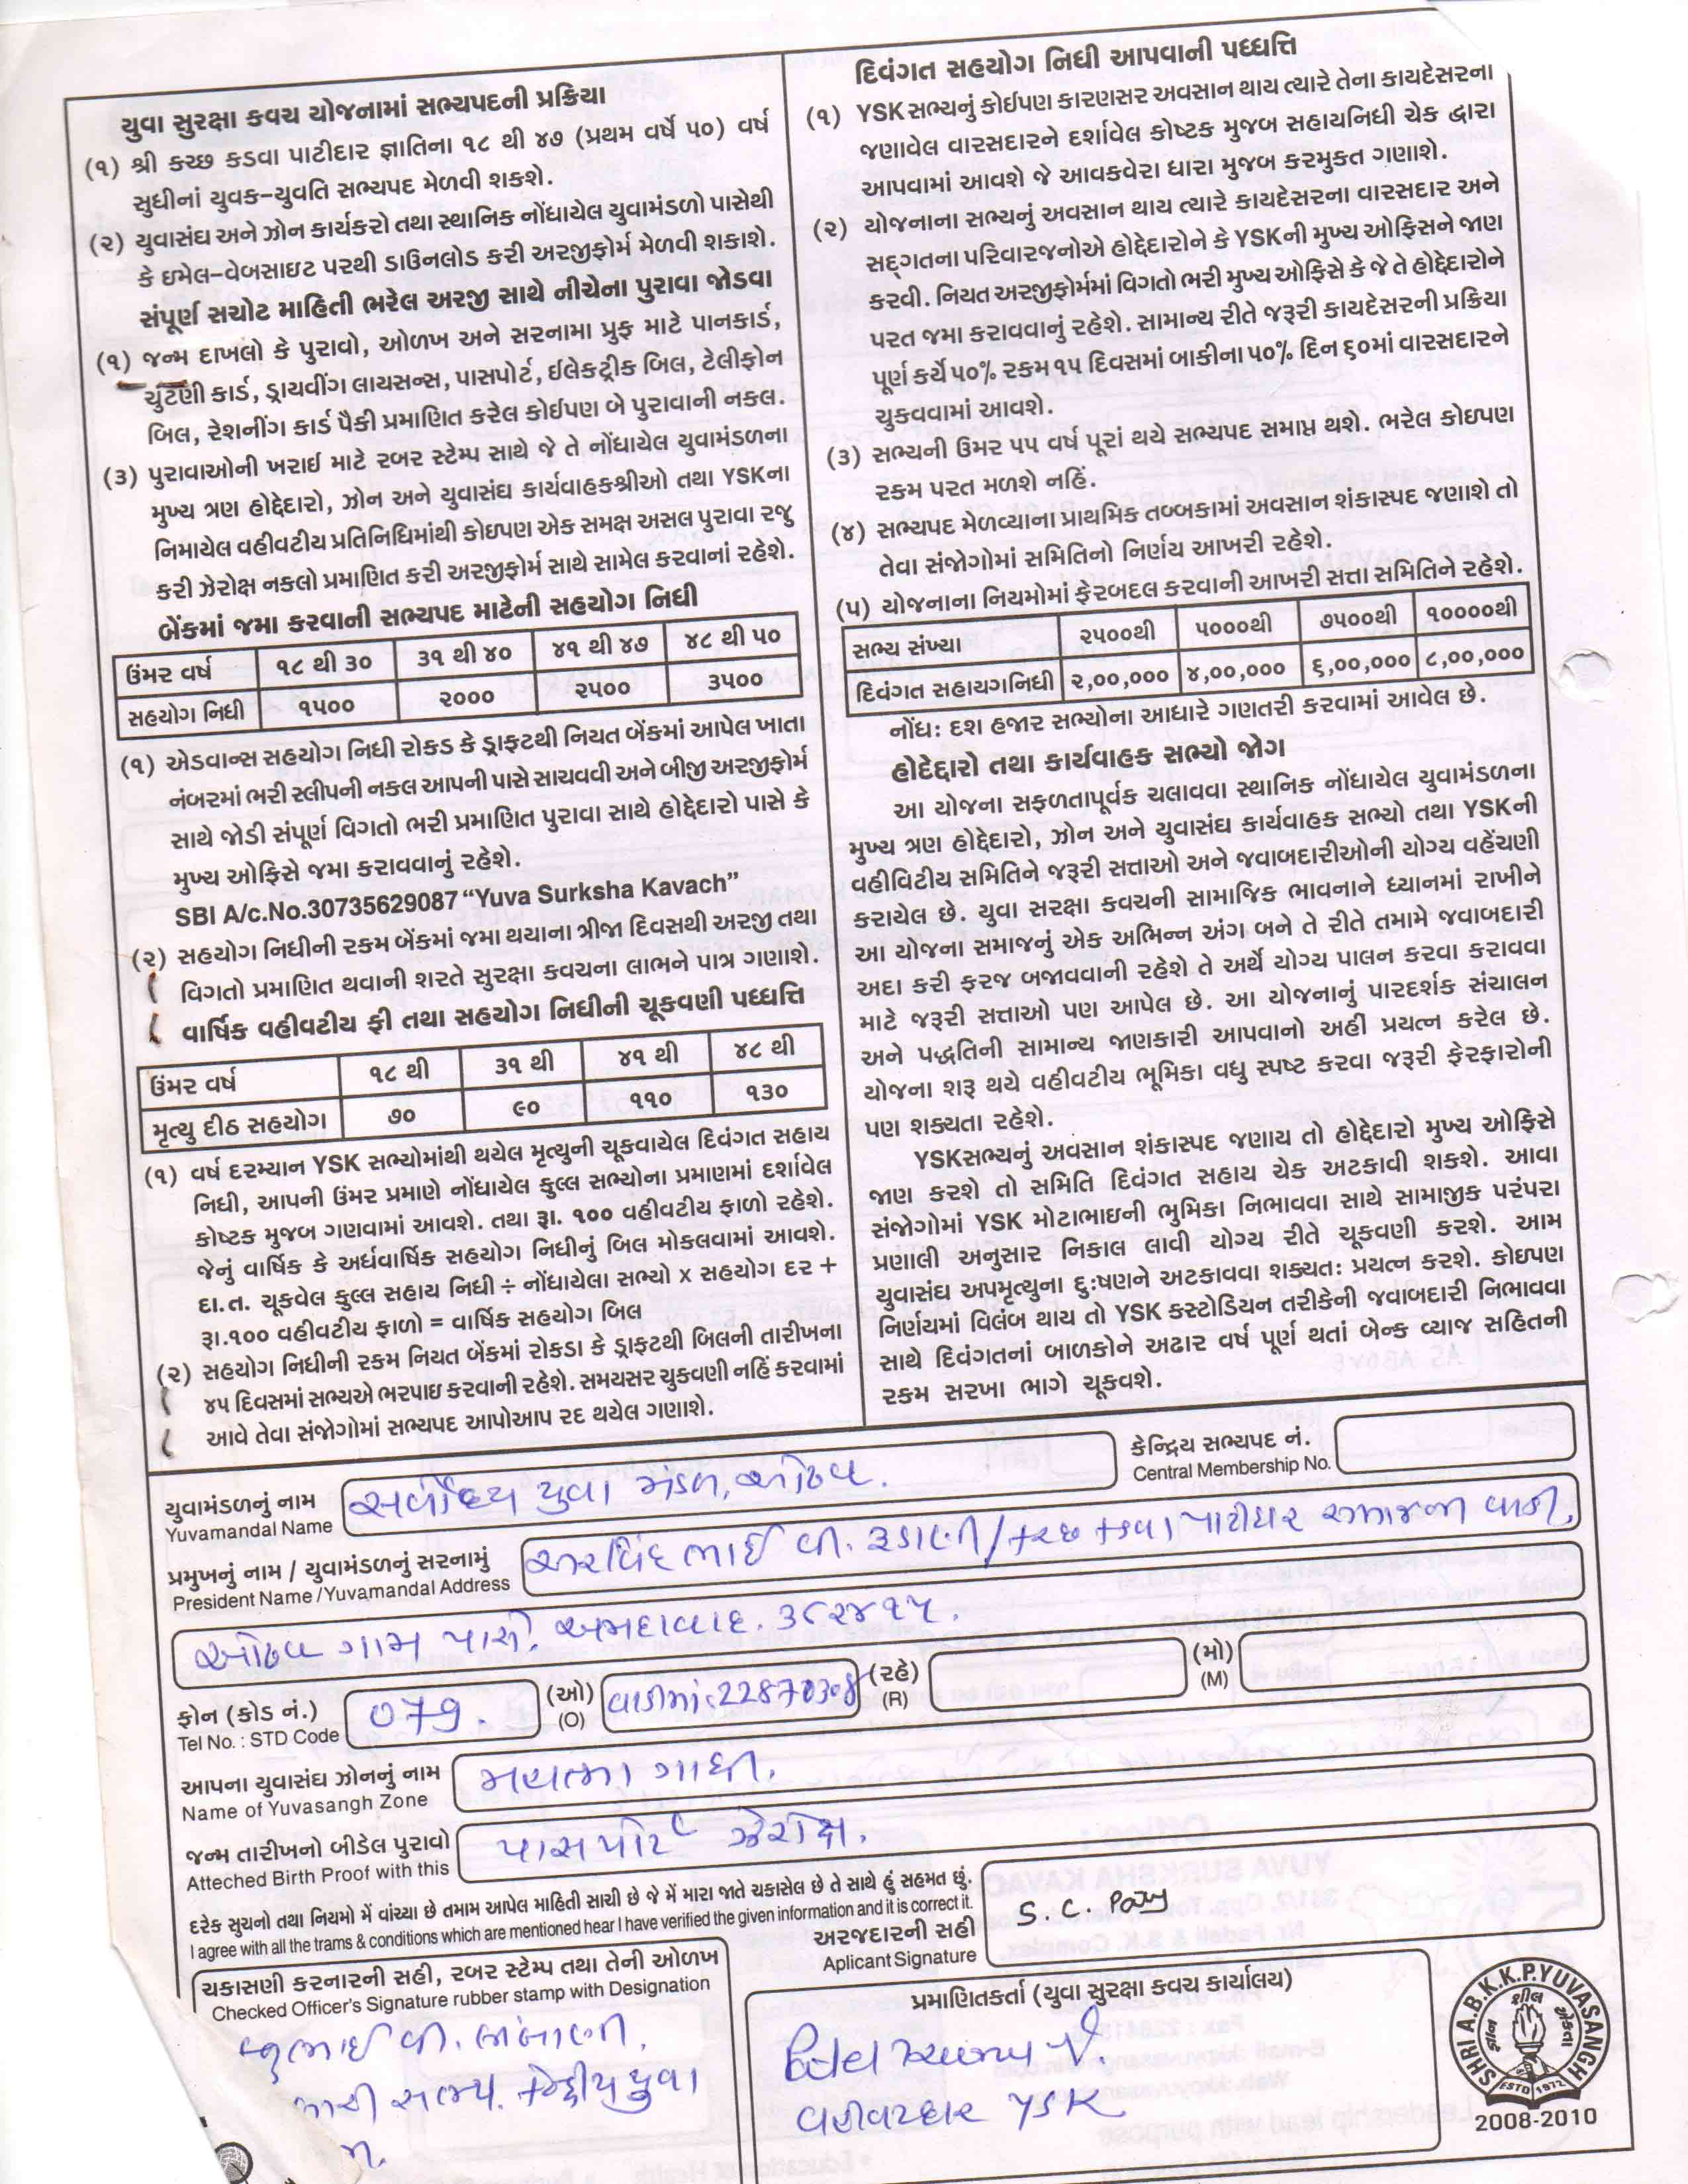 યુવા સુરક્ષા કવચ યોજનામાં સભ્યપદની પ્રક્રિયા
(૧) શ્રી કચ્છ કડવા પાટીદાર જ્ઞાતિના ૧૮ થી ૪૭ (પ્રથમ વર્ષે ૫૦) વર્ષ
સુધીનાં યુવક-યુવતિ સભ્યપદ મેળવી શકશે.
(૨) યુવાસંઘ અને ઝોન કાર્યકરો તથા સ્થાનિક નોંધાયેલ યુવામંડળો પાસેથી
કે ઇમેલ-વેબસાઇટ પરથી ડાઉનલોડ કરી અરજીફોર્મ મેળવી શકાશે.
સંપૂર્ણ સચોટ માહિતી ભરેલ અરજી સાથે નીચેના પુરાવા જોડવા
(૧) જન્મ દાખલો કે પુરાવો, ઓળખ અને સરનામા પ્રુફ માટે પાનકાર્ડ,
ચુંટણી કાર્ડ, ડ્રાયવીંગ લાયસન્સ, પાસપોર્ટ, ઈલેક્ટ્રીક બિલ, ટેલીફોન
બિલ, રેશનીંગ કાર્ડ પૈકી પ્રમાણિત કરેલ કોઈપણ બે પુરાવાની નકલ.
(૩) પુરાવાઓની ખરાઈ માટે રબર સ્ટેમ્પ સાથે જે તે નોંધાયેલ યુવામંડળના
મુખ્ય ત્રણ હોદ્દેદારો, ઝોન અને યુવાસંઘ કાર્યવાહકશ્રીઓ તથા YSKના
નિમાયેલ વહીવટીય પ્રતિનિધિમાંથી કોઇપણ એક સમક્ષ અસલ પુરાવા રજુ
કરી ઝેરોક્ષ નકલો પ્રમાણિત કરી અરજીફોર્મ સાથે સામેલ કરવાનાં રહેશે.
બેંકમાં જમા કરવાની સભ્યપદ માટેની સહયોગ નિધી
ઉંમર વર્ષ ૧૮ થી ૩૦ ૩૧ થી ૪૦ ૪૧ થી ૪૭ ૪૮ થી ૫૦
સહયોગ નિધી ૧૫૦૦ ૨૦૦૦ ૨૫૦૦ ૩૫૦૦
(૧) એડવાન્સ સહયોગ નિધી રોકડ કે ડ્રાફ્ટથી નિયત બેંકમાં આપેલ ખાતા
નંબરમાં ભરી સ્લીપની નકલ આપની પાસે સાચવવી અને બીજી અરજીફોર્મ
સાથે જોડી સંપૂર્ણ વિગતો ભરી પ્રમાણિત પુરાવા સાથે હોદ્દેદારો પાસે કે
મુખ્ય ઓફિસે જમા કરાવવાનું રહેશે.
SBI A/c.No.30735629087 “Yuva Surksha Kavach”
(૨) સહયોગ નિધીની રકમ બેંકમાં જમા થયાના ત્રીજા દિવસથી અરજી તથા
વિગતો પ્રમાણિત થવાની શરતે સુરક્ષા કવચના લાભને પાત્ર ગણાશે.
વાર્ષિક વહીવટીય ફી તથા સહયોગ નિધીની ચૂકવણી પધ્ધતિ
ઉંમર વર્ષ ૧૮ થી ૩૧ થી ૪૧ થી ૪૮ થી
મૃત્યુ દીઠ સહયોગ ૭૦ ૯૦ ૧૧૦ ૧૩૦
(૧) વર્ષ દરમ્યાન YSK સભ્યોમાંથી થયેલ મૃત્યુની ચૂકવાયેલ દિવંગત સહાય
નિધી, આપની ઉંમર પ્રમાણે નોંધાયેલ કુલ્લ સભ્યોના પ્રમાણમાં દર્શાવેલ
કોષ્ટક મુજબ ગણવામાં આવશે. તથા રૂા. ૧૦૦ વહીવટીય ફાળો રહેશે.
જેનું વાર્ષિક કે અર્ધવાર્ષિક સહયોગ નિધીનું બિલ મોકલવામાં આવશે.
દા.ત. ચૂકવેલ કુલ્લ સહાય નિધી ÷ નોંધાયેલા સભ્યો x સહયોગ દર +
રૂા.૧૦૦ વહીવટીય ફાળો = વાર્ષિક સહયોગ બિલ
(૨) સહયોગ નિધીની રકમ નિયત બેંકમાં રોકડા કે ડ્રાફટથી બિલની તારીખના
૪૫ દિવસમાં સભ્યએ ભરપાઇ કરવાની રહેશે. સમયસર ચુકવણી નહિં કરવામાં
આવે તેવા સંજોગોમાં સભ્યપદ આપોઆપ રદ થયેલ ગણાશે.
દિવંગત સહયોગ નિધી આપવાની પધ્ધતિ
(૧) YSK સભ્યનું કોઈપણ કારણસર અવસાન થાય ત્યારે તેના કાયદેસરના
જણાવેલ વારસદારને દર્શાવેલ કોષ્ટક મુજબ સહાયનિધી ચેક દ્વારા
આપવામાં આવશે જે આવકવેરા ધારા મુજબ કરમુકત ગણાશે.
(૨) યોજનાના સભ્યનું અવસાન થાય ત્યારે કાયદેસરના વારસદાર અને
સદ્‌ગતના પરિવારજનોએ હોદ્દેદારોને કે YSKની મુખ્ય ઓફિસને જાણ
કરવી. નિયત અરજીફોર્મમાં વિગતો ભરી મુખ્ય ઓફિસે કે જે તે હોદ્દેદારોને
પરત જમા કરાવવાનું રહેશે. સામાન્ય રીતે જરૂરી કાયદેસરની પ્રક્રિયા
પૂર્ણ કર્યે ૫૦% રકમ ૧૫ દિવસમાં બાકીના ૫૦% દિન ૬૦માં વારસદારને
ચુકવવામાં આવશે.
(૩) સભ્યની ઉંમર ૫૫ વર્ષ પૂરાં થયે સભ્યપદ સમાપ્ત થશે. ભરેલ કોઇપણ
રકમ પરત મળશે નહિં.
(૪) સભ્યપદ મેળવ્યાના પ્રાથમિક તબ્બકામાં અવસાન શંકાસ્પદ જણાશે તો
તેવા સંજોગોમાં સમિતિનો નિર્ણય આખરી રહેશે.
(૫) યોજનાના નિયમોમાં ફેરબદલ કરવાની આખરી સત્તા સમિતિને રહેશે.
સભ્ય સંખ્યા ૨૫૦૦થી ૫૦૦૦થી ૭૫૦૦થી ૧૦૦૦૦થી
દિવંગત સહાયગનિધી ૨,૦૦,૦૦૦ ૪,૦૦,૦૦૦ ૬,૦૦,૦૦૦ ૮,૦૦,૦૦૦
નોંધ: દશ હજાર સભ્યોના આધારે ગણતરી કરવામાં આવેલ છે.
હોદેદ્દારો તથા કાર્યવાહક સભ્યો જોગ
આ યોજના સફળતાપૂર્વક ચલાવવા સ્થાનિક નોંધાયેલ યુવામંડળના
મુખ્ય ત્રણ હોદ્દેદારો, ઝોન અને યુવાસંઘ કાર્યવાહક સભ્યો તથા YSKની
વહીવિટીય સમિતિને જરૂરી સત્તાઓ અને જવાબદારીઓની યોગ્ય વહેંચણી
કરાયેલ છે. યુવા સરક્ષા કવચની સામાજિક ભાવનાને ધ્યાનમાં રાખીને
આ યોજના સમાજનું એક અભિન્ન અંગ બને તે રીતે તમામે જવાબદારી
અદા કરી ફરજ બજાવવાની રહેશે તે અર્થે યોગ્ય પાલન કરવા કરાવવા
માટે જરૂરી સત્તાઓ પણ આપેલ છે. આ યોજનાનું પારદર્શક સંચાલન
અને પદ્ધતિની સામાન્ય જાણકારી આપવાનો અહીં પ્રયત્ન કરેલ છે.
યોજના શરૂ થયે વહીવટીય ભૂમિકા વધુ સ્પષ્ટ કરવા જરૂરી ફેરફારોની
પણ શક્યતા રહેશે.
YSKસભ્યનું અવસાન શંકાસ્પદ જણાય તો હોદ્દેદારો મુખ્ય ઓફિસે
જાણ કરશે તો સમિતિ દિવંગત સહાય ચેક અટકાવી શકશે. આવા
સંજોગોમાં YSK મોટાભાઇની ભુમિકા નિભાવવા સાથે સામાજીક પરંપરા
પ્રણાલી અનુસાર નિકાલ લાવી યોગ્ય રીતે ચૂકવણી કરશે. આમ
યુવાસંઘ અપમૃત્યુના દુ:ષણને અટકાવવા શક્યત: પ્રયત્ન કરશે. કોઇપણ
નિર્ણયમાં વિલંબ થાય તો YSK કસ્ટોડિયન તરીકેની જવાબદારી નિભાવવા
સાથે દિવંગતનાં બાળકોને અઢાર વર્ષ પૂર્ણ થતાં બેન્ક વ્યાજ સહિતની
રકમ સરખા ભાગે ચૂકવશે.
કેન્દ્રિય સભ્યપદ નં.
Central Membership No.
યુવામંડળનું નામ સર્વોદય યુવા મંડળ, ઓઢવ.
Yuvamandal Name
પ્રમુખનું નામ / યુવામંડળનું સરનામું અરવિંદભાઈ વી. રૂડાણી/કચ્છ કડવા પાટીદાર સમાજની વાડી,
President Name /Yuvamandal Address
ઓઢવ ગામ પાસે. અમદાવાદ. ૩૮૨૪૧૫.
ફોન (કોડ નં.) 079. (ઓ) વાડીમાં: 22870308 (રહે) (મો)
Tel No. : STD Code (O) (R) (M)
આપના યુવાસંઘ ઝોનનું નામ મહાત્મા ગાંધી.
Name of Yuvasangh Zone
જન્મ તારીખનો બીડેલ પુરાવો પાસપોર્ટ ઝેરોક્ષ.
Atteched Birth Proof with this
દરેક સુચનો તથા નિયમો મેં વાંચ્યા છે તમામ આપેલ માહિતી સાચી છે જે મેં મારા જાતે ચકાસેલ છે તે સાથે હું સહમત છું.
I agree with all the trams & conditions which are mentioned hear I have verified the given information and it is correct it.
અરજદારની સહી S. C.
Aplicant Signature
ચકાસણી કરનારની સહી, રબર સ્ટેમ્પ તથા તેની ઓળખ
Checked Officer's Signature rubber stamp with Designation
વી. લીંબાણી.
સભ્ય. કેન્દ્રીય યુવા
પ્રમાણિતકર્તા (યુવા સુરક્ષા કવચ કાર્યાલય)
વહીવટદાર YSK
SHRI A.B.K.K.P.YUVASANGH
ESTD 1972
2008-2010